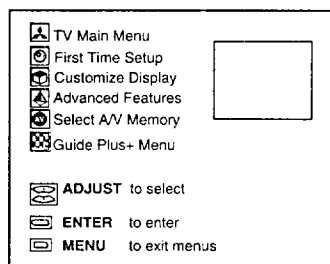 TV Main Menu
First Time Setup
Customize Display
Advanced Features
Select A/V Memory
Guide Plus+ Menu
ADJUST to select
ENTER to enter
MENU to exit menus